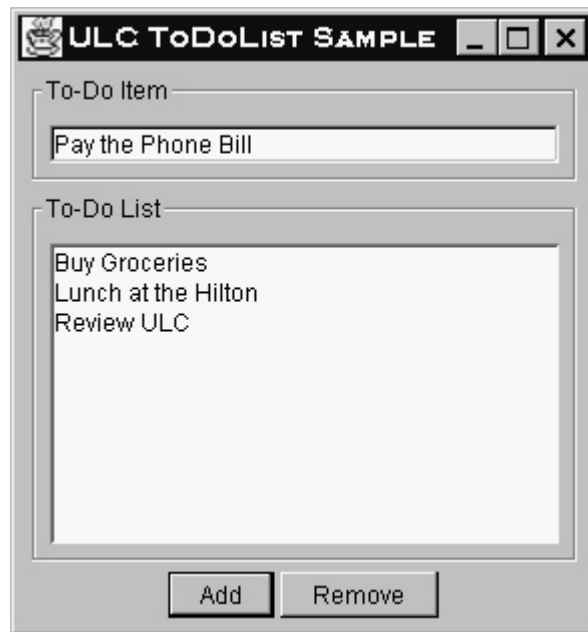 ULC ToDoList Sample
To-Do Item
Pay the Phone Bill
To-Do List
Buy Groceries
Lunch at the Hilton
Review ULC
Add Remove